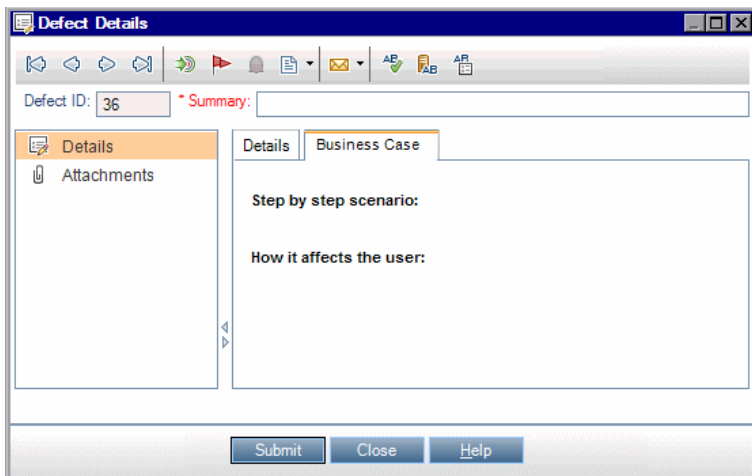 Defect Details
Defect ID: 36 * Summary:
Details
Attachments
Details Business Case
Step by step scenario:
How it affects the user:
Submit Close Help